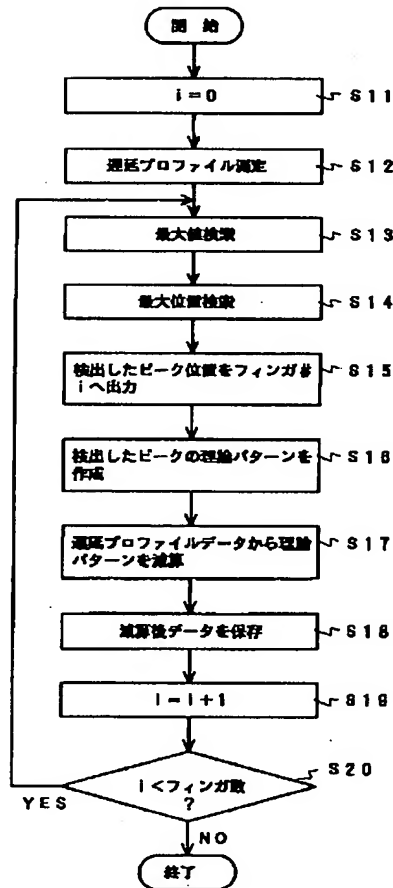 開 始
i=0
S11
遅延プロファイル測定
S12
最大値検索
S13
最大位置検索
S14
検出したピーク位置をフィンガ#
iへ出力
S15
検出したピークの理論パターンを
作成
S16
遅延プロファイルデータから理論
パターンを減算
S17
減算後データを保存
S18
i=i+1
S19
i<フィンガ数
?
S20
YES
NO
終了